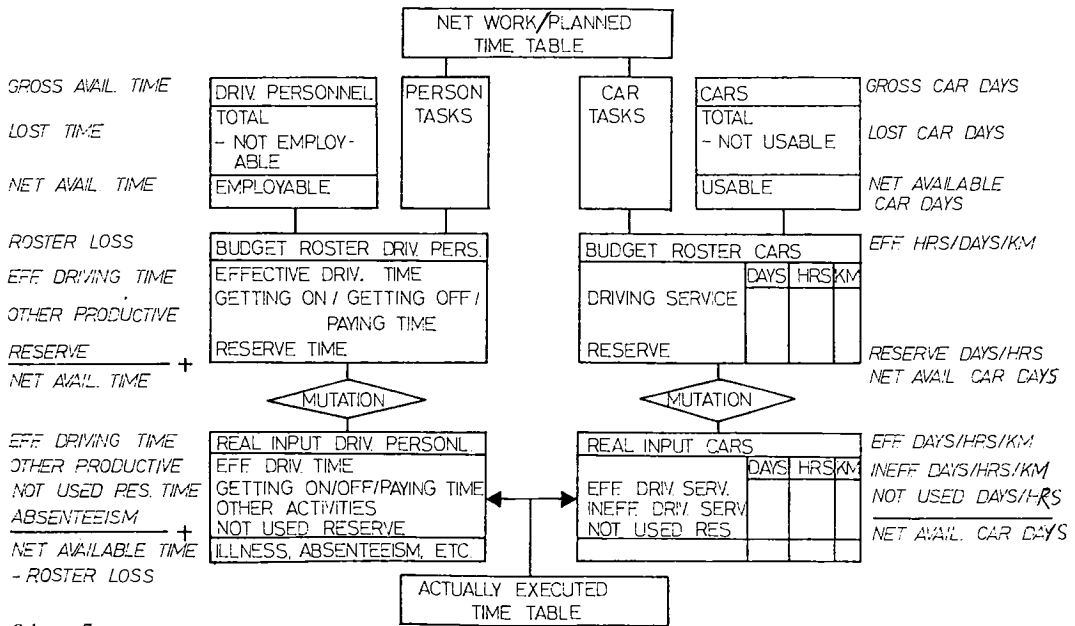 NET WORK/PLANNED
TIME TABLE
GROSS AVAIL. TIME
LOST TIME
NET AVAIL. TIME
DRIV. PERSONNEL
TOTAL
- NOT EMPLOY-
ABLE
EMPLOYABLE
PERSON
TASKS
CAR
TASKS
CARS
TOTAL
- NOT USABLE
USABLE
GROSS CAR DAYS
LOST CAR DAYS
NET AVAILABLE
CAR DAYS
ROSTER LOSS
EFF DRIVING TIME
OTHER PRODUCTIVE
RESERVE
+
NET AVAIL. TIME
BUDGET ROSTER DRIV. PERS.
EFFECTIVE DRIV. TIME
GETTING ON / GETTING OFF /
PAYING TIME
RESERVE TIME
BUDGET ROSTER CARS
DAYS HRS KM
DRIVING SERVICE
RESERVE
EFF. HRS/DAYS/KM
RESERVE DAYS/HRS
NET AVAIL CAR DAYS
MUTATION
MUTATION
EFF. DRIVING TIME
OTHER PRODUCTIVE
NOT USED RES. TIME
ABSENTEEISM
+
NET AVAILABLE TIME
- ROSTER LOSS
REAL INPUT DRIV. PERSONL.
EFF. DRIV. TIME
GETTING ON/OFF/PAYING TIME
OTHER ACTIVITIES
NOT USED RESERVE
ILLNESS, ABSENTEEISM, ETC.
REAL INPUT CARS
DAYS HRS KM
EFF. DRIV. SERV.
INEFF. DRIV. SERV
NOT USED RES.
EFF DAYS/HRS/KM
INEFF DAYS/HRS/KM
NOT USED DAYS/HRS
NET AVAIL. CAR DAYS
ACTUALLY EXECUTED
TIME TABLE